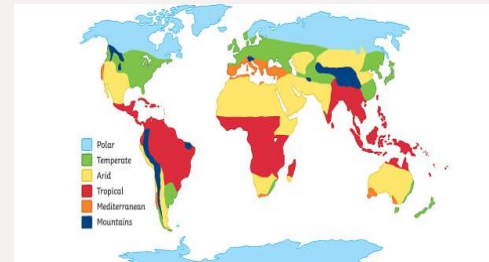 Polar
Temperate
Arid
Tropical
Mediterranean
Mountains